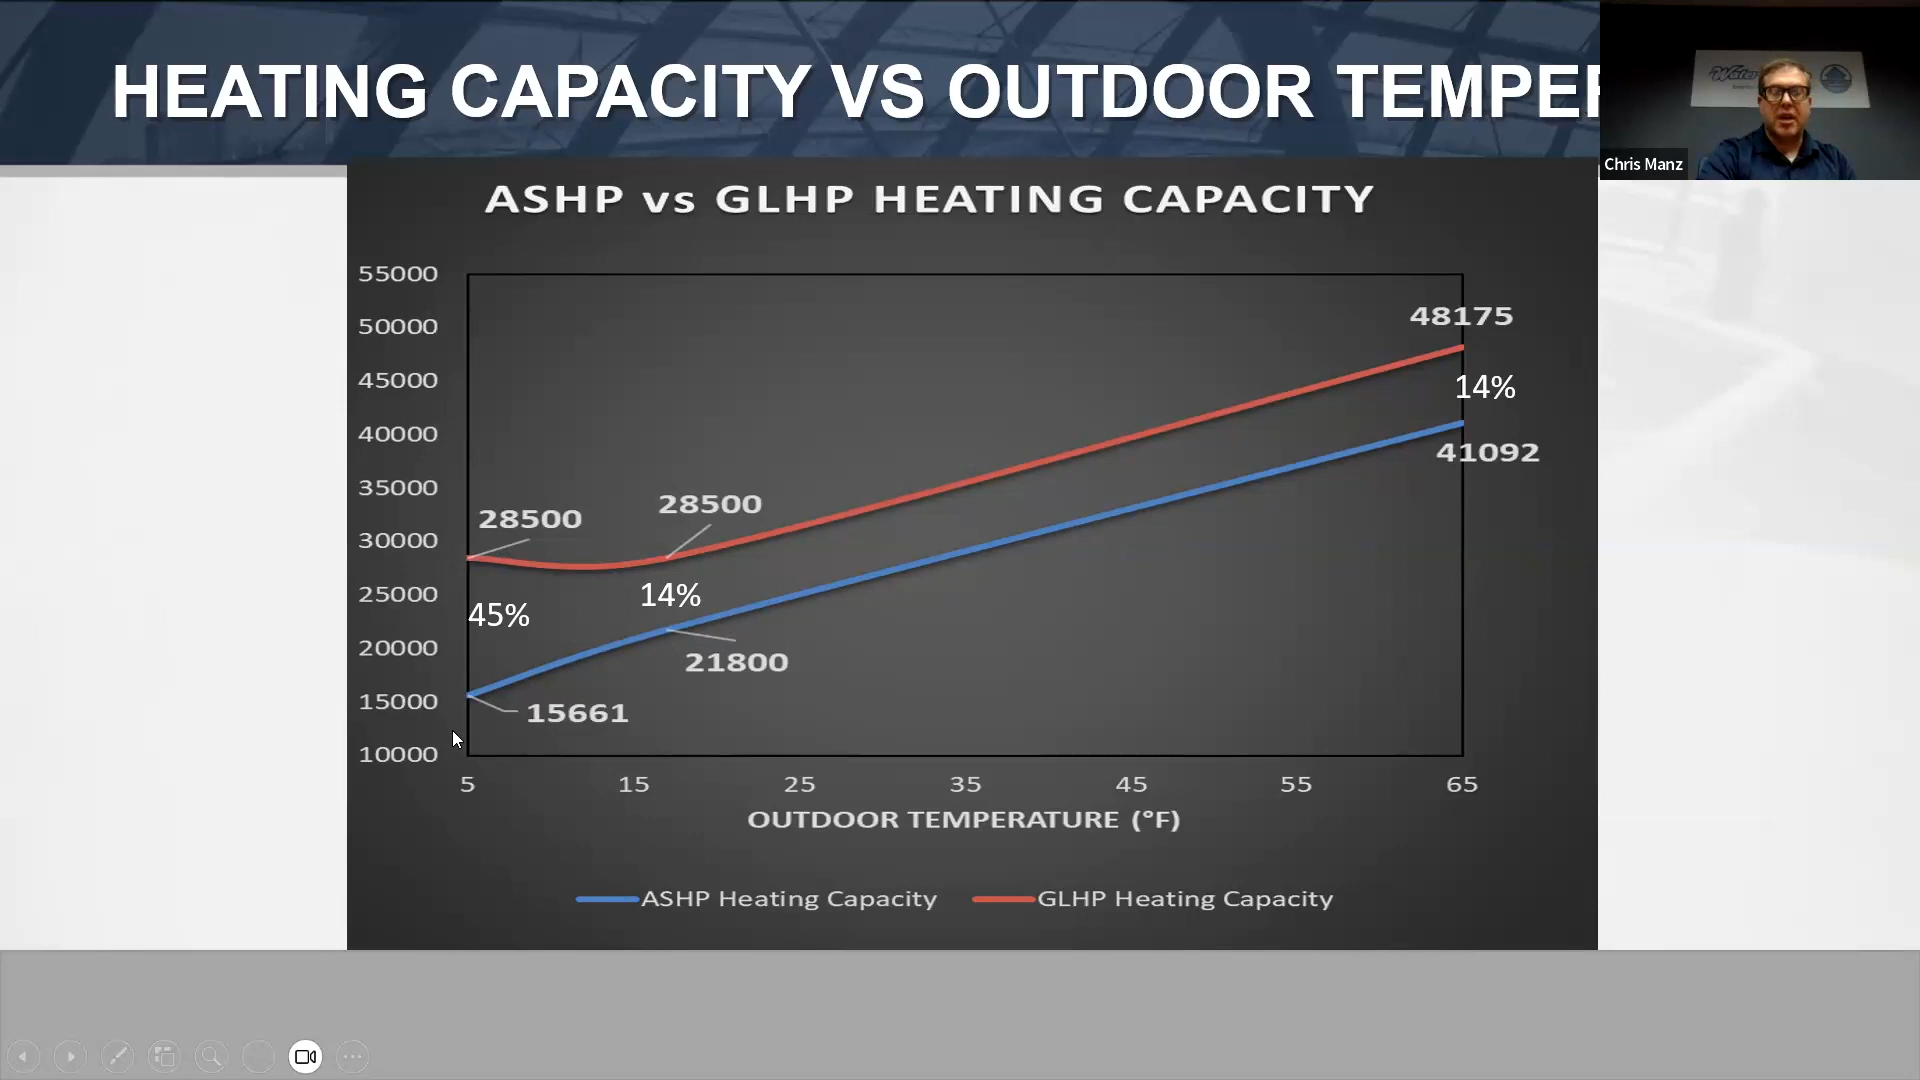 HEATING CAPACITY VS OUTDOOR TEMPER
Water
Chris Manz
ASHP vs GLHP HEATING CAPACITY
55000
50000
45000
40000
35000
30000
25000
20000
15000
10000
48175
14%
41092
28500
28500
45%
14%
21800
15661
5 15 25 35 45 55 65
OUTDOOR TEMPERATURE (°F)
ASHP Heating Capacity GLHP Heating Capacity